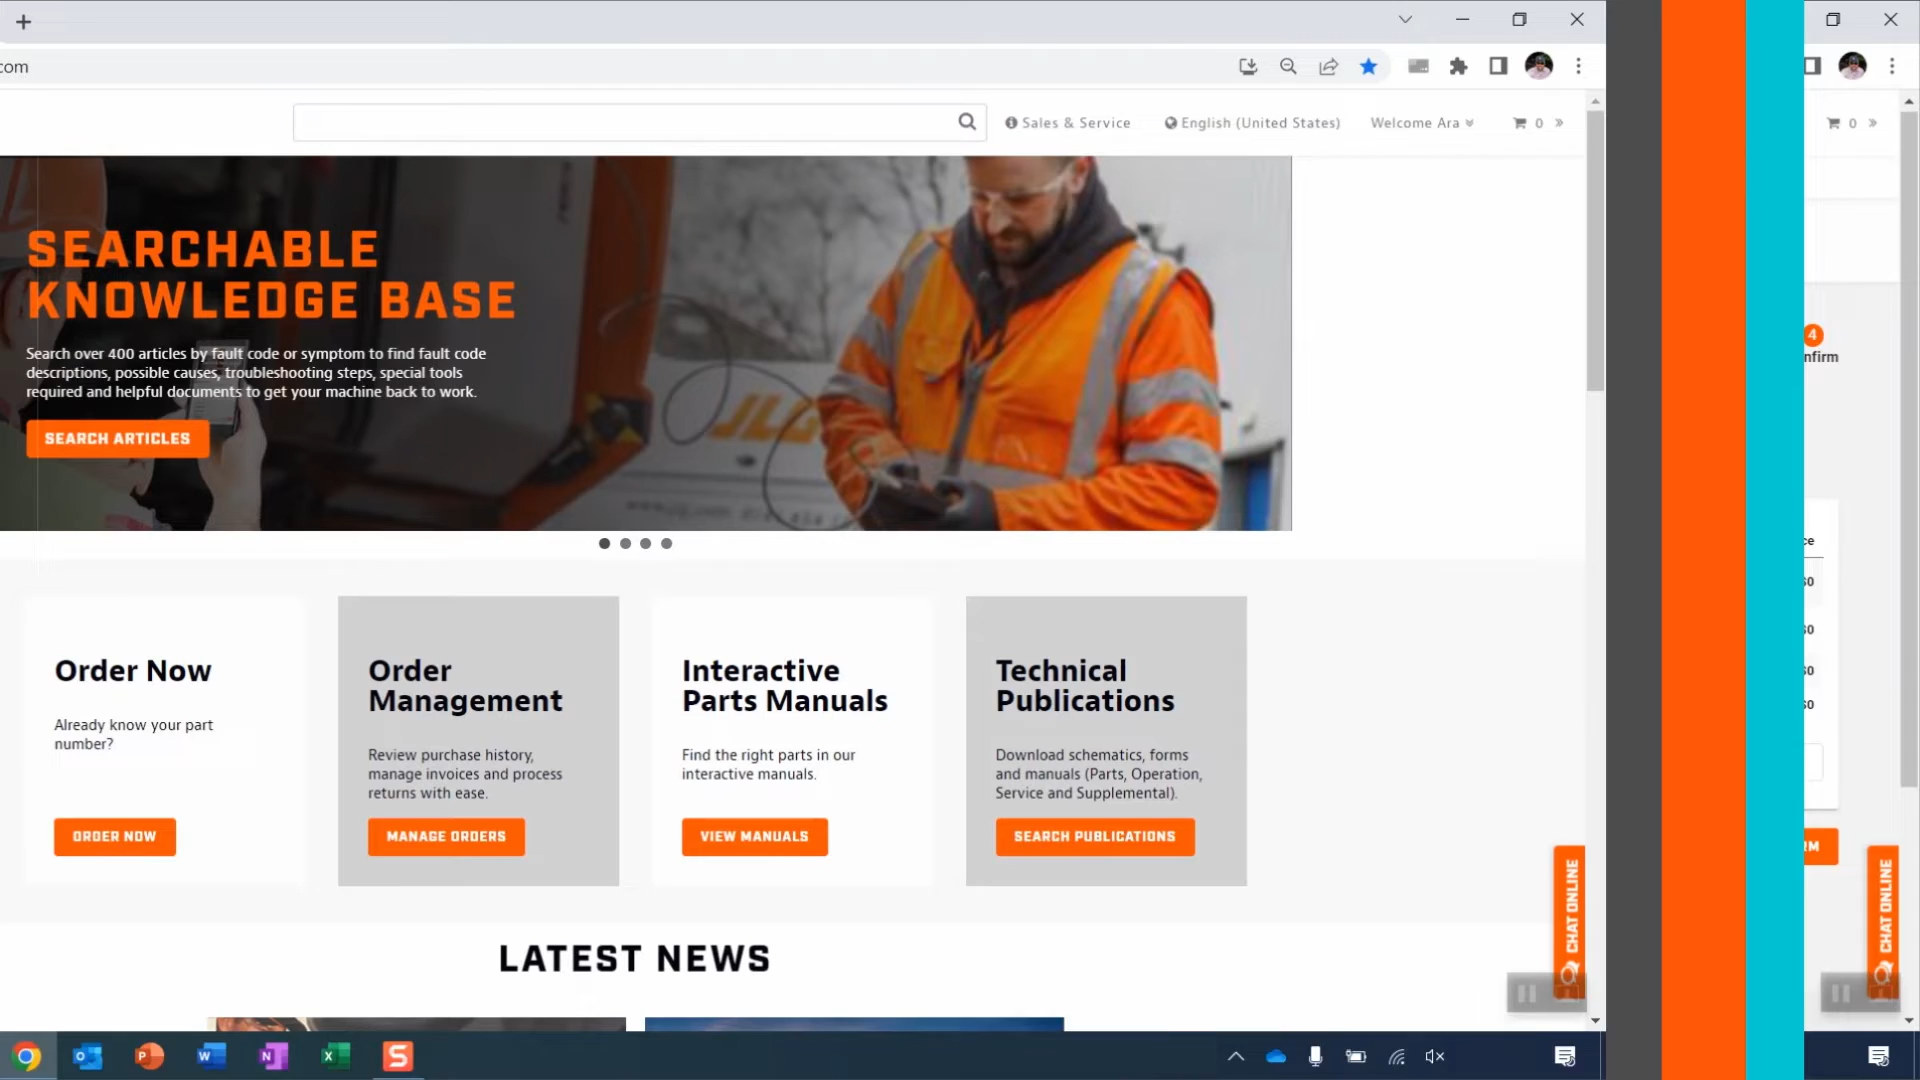 com
Sales & Service
English (United States)
Welcome Ara
0
0
SEARCHABLE
KNOWLEDGE BASE
Search over 400 articles by fault code or symptom to find fault code
descriptions, possible causes, troubleshooting steps, special tools
required and helpful documents to get your machine back to work.
SEARCH ARTICLES
JLG
4
nfirm
ce
Order Now
Already know your part
number?
ORDER NOW
Order
Management
Review purchase history,
manage invoices and process
returns with ease.
MANAGE ORDERS
Interactive
Parts Manuals
Find the right parts in our
interactive manuals.
VIEW MANUALS
Technical
Publications
Download schematics, forms
and manuals (Parts, Operation,
Service and Supplemental).
SEARCH PUBLICATIONS
RM
CHAT ONLINE
CHAT ONLINE
LATEST NEWS